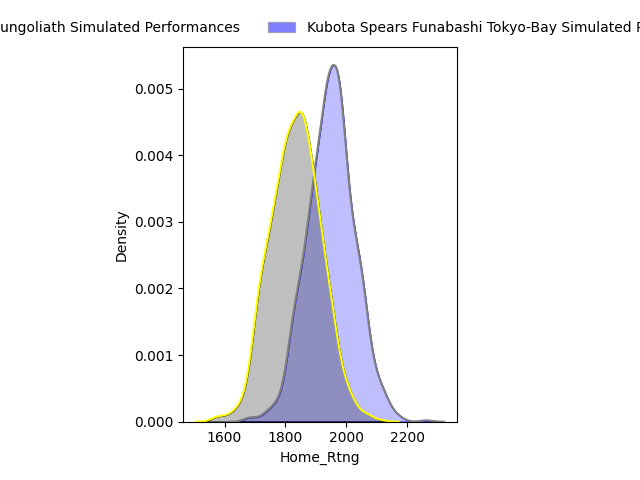 ungoliath Simulated Performances
Kubota Spears Funabashi Tokyo-Bay Simulated
0.005
0.004
0.003
0.002
0.001
0.000
Density
1600
1800
2000
2200
Home_Rtng